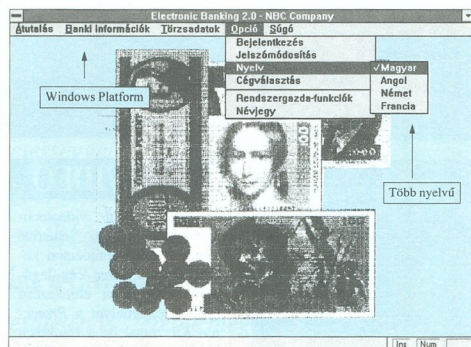 Electronic Banking 2.0 - NBC Company
Átutalás Banki információk Törzsadatok Opció Súgó
Bejelentkezés
Jelszómódosítás
Nyelv
Cégválasztás
Rendszergazda-funkciók
Névjegy
✓Magyar
Angol
Német
Francia
Windows Platform
Több nyelvű
Ins Num